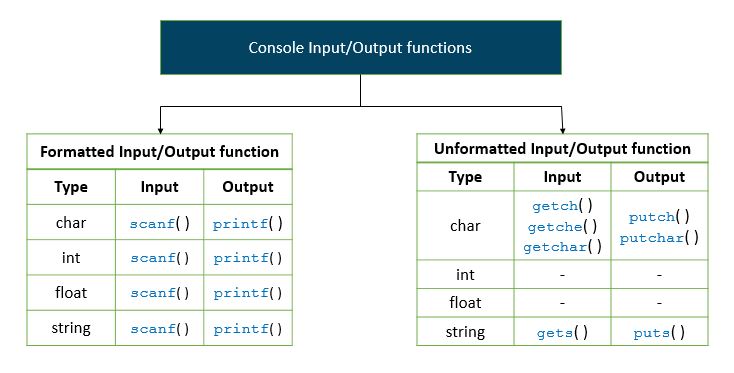 Console Input/Output functions
Formatted Input/Output function
Type Input Output
char scanf() printf()
int scanf() printf()
float scanf() printf()
string scanf() printf()
Unformatted Input/Output function
Type Input Output
char getch() getche() getchar() putch() putchar()
int - -
float - -
string gets() puts()